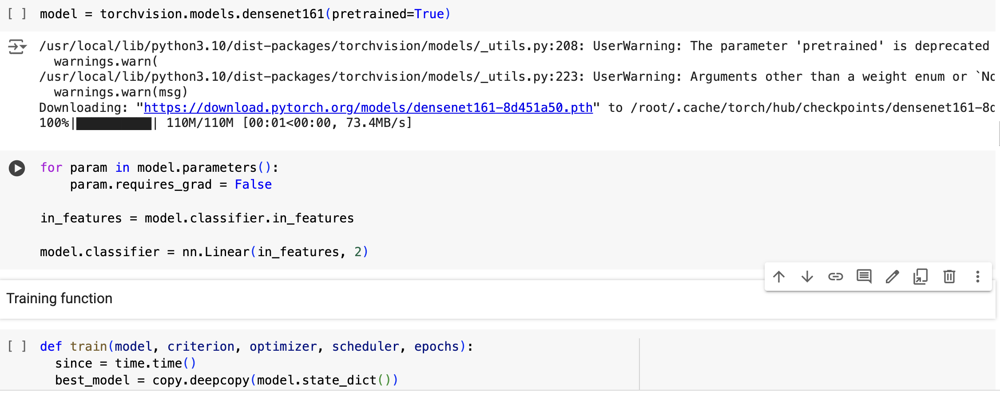 [ ] model = torchvision.models.densenet161(pretrained=True)
/usr/local/lib/python3.10/dist-packages/torchvision/models/_utils.py:208: UserWarning: The parameter 'pretrained' is deprecated
  warnings.warn(
/usr/local/lib/python3.10/dist-packages/torchvision/models/_utils.py:223: UserWarning: Arguments other than a weight enum or `No
  warnings.warn(msg)
Downloading: "https://download.pytorch.org/models/densenet161-8d451a50.pth" to /root/.cache/torch/hub/checkpoints/densenet161-8d
100%|██████████| 110M/110M [00:01<00:00, 73.4MB/s]
for param in model.parameters():
    param.requires_grad = False
in_features = model.classifier.in_features
model.classifier = nn.Linear(in_features, 2)
Training function
[ ] def train(model, criterion, optimizer, scheduler, epochs):
  since = time.time()
  best_model = copy.deepcopy(model.state_dict())